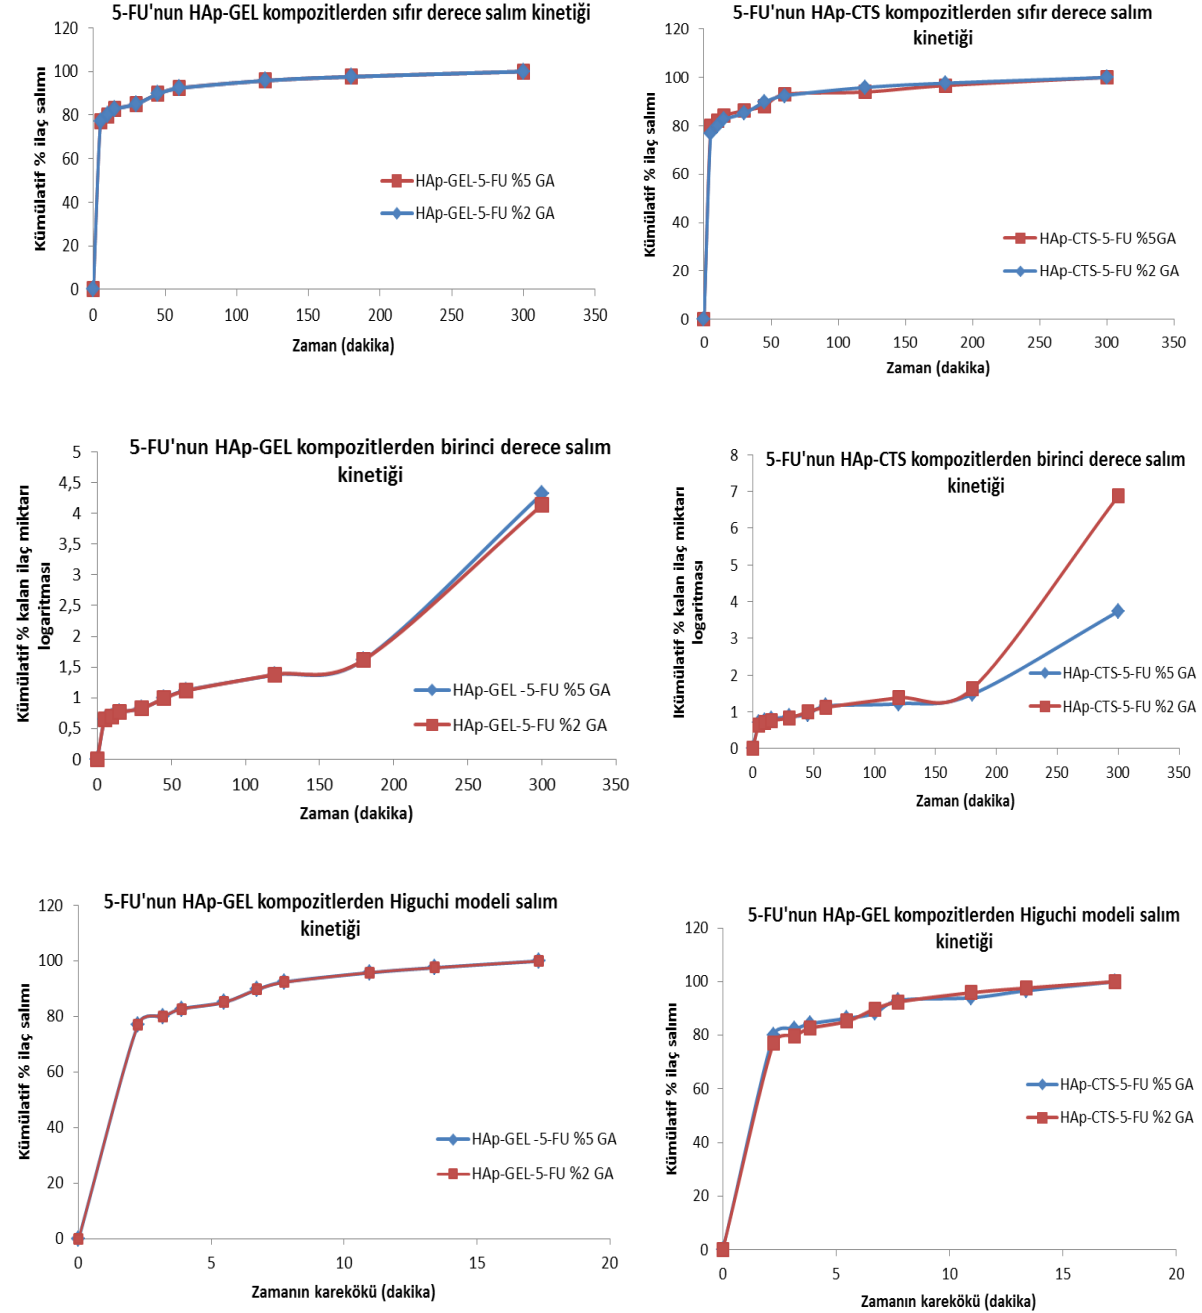 5-FU'nun HAp-GEL kompozitlerden sıfır derece salım kinetiği
Kümülatif % ilaç salımı
120
100
80
60
40
20
0
HAp-GEL-5-FU %5 GA
HAp-GEL-5-FU %2 GA
0 50 100 150 200 250 300 350
Zaman (dakika)
5-FU'nun HAp-CTS kompozitlerden sıfır derece salım
kinetiği
Kümülatif % ilaç salımı
120
100
80
60
40
20
0
HAp-CTS-5-FU %5GA
HAp-CTS-5-FU %2 GA
0 50 100 150 200 250 300 350
Zaman (dakika)
5-FU'nun HAp-GEL kompozitlerden birinci derece salım
kinetiği
Kümülatif % kalan ilaç miktarı
logaritması
5
4,5
4
3,5
3
2,5
2
1,5
1
0,5
0
HAp-GEL -5-FU %5 GA
HAp-GEL-5-FU %2 GA
0 50 100 150 200 250 300 350
Zaman (dakika)
5-FU'nun HAp-CTS kompozitlerden birinci derece salım
kinetiği
lKümülatif % kalan ilaç miktarı
logaritması
8
7
6
5
4
3
2
1
0
HAp-CTS-5-FU %5 GA
HAp-CTS-5-FU %2 GA
0 50 100 150 200 250 300 350
Zaman (dakika)
5-FU'nun HAp-GEL kompozitlerden Higuchi modeli salım
kinetiği
Kümülatif % ilaç salımı
120
100
80
60
40
20
0
HAp-GEL -5-FU %5 GA
HAp-GEL-5-FU %2 GA
0 5 10 15 20
Zamanın karekökü (dakika)
5-FU'nun HAp-GEL kompozitlerden Higuchi modeli salım
kinetiği
Kümülatif % ilaç salımı
120
100
80
60
40
20
0
HAp-CTS-5-FU %5 GA
HAp-CTS-5-FU %2 GA
0 5 10 15 20
Zamanın karekökü (dakika)